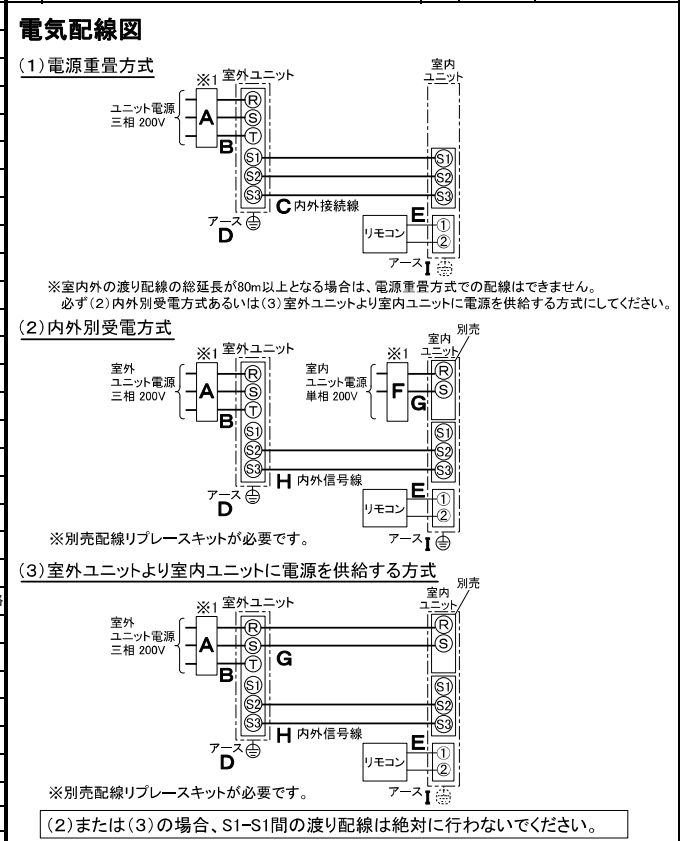 電気配線図
(1)電源重畳方式
※1 室外ユニット
室内
ユニット
ユニット電源
三相 200V
A
B
R
S
T
S1
S2
S3
S1
S2
S3
C 内外接続線
アース
D
E
リモコン
①
②
アース I
※室内外の渡り配線の総延長が80m以上となる場合は、電源重畳方式での配線はできません。
必ず(2)内外別受電方式あるいは(3)室外ユニットより室内ユニットに電源を供給する方式にしてください。
(2)内外別受電方式
※1 室外ユニット
※1
室内
ユニット
別売
室外
ユニット電源
三相 200V
A
B
R
S
T
S1
S2
S3
室内
ユニット電源
単相 200V
F
G
R
S
S1
S2
S3
H 内外信号線
アース
D
E
リモコン
①
②
アース I
※別売配線リプレースキットが必要です。
(3)室外ユニットより室内ユニットに電源を供給する方式
※1 室外ユニット
室内
ユニット
別売
室外
ユニット電源
三相 200V
A
B
R
S
T
S1
S2
S3
G
R
S
S1
S2
S3
H 内外信号線
アース
D
E
リモコン
①
②
アース I
※別売配線リプレースキットが必要です。
(2)または(3)の場合、S1-S1間の渡り配線は絶対に行わないでください。